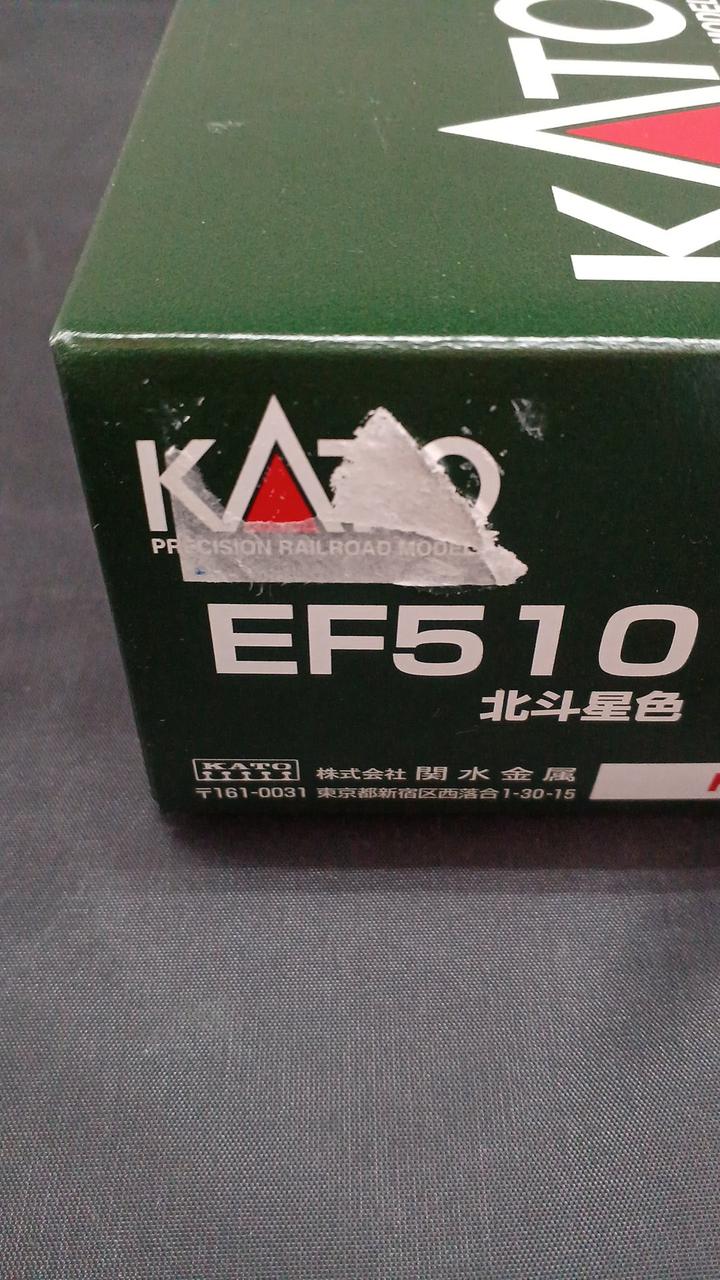 KATO
KATO
PRECISION RAILROAD MODEL
EF510
北斗星色
KATO
株式会社 関水金属
〒161-0031 東京都新宿区西落合1-30-15